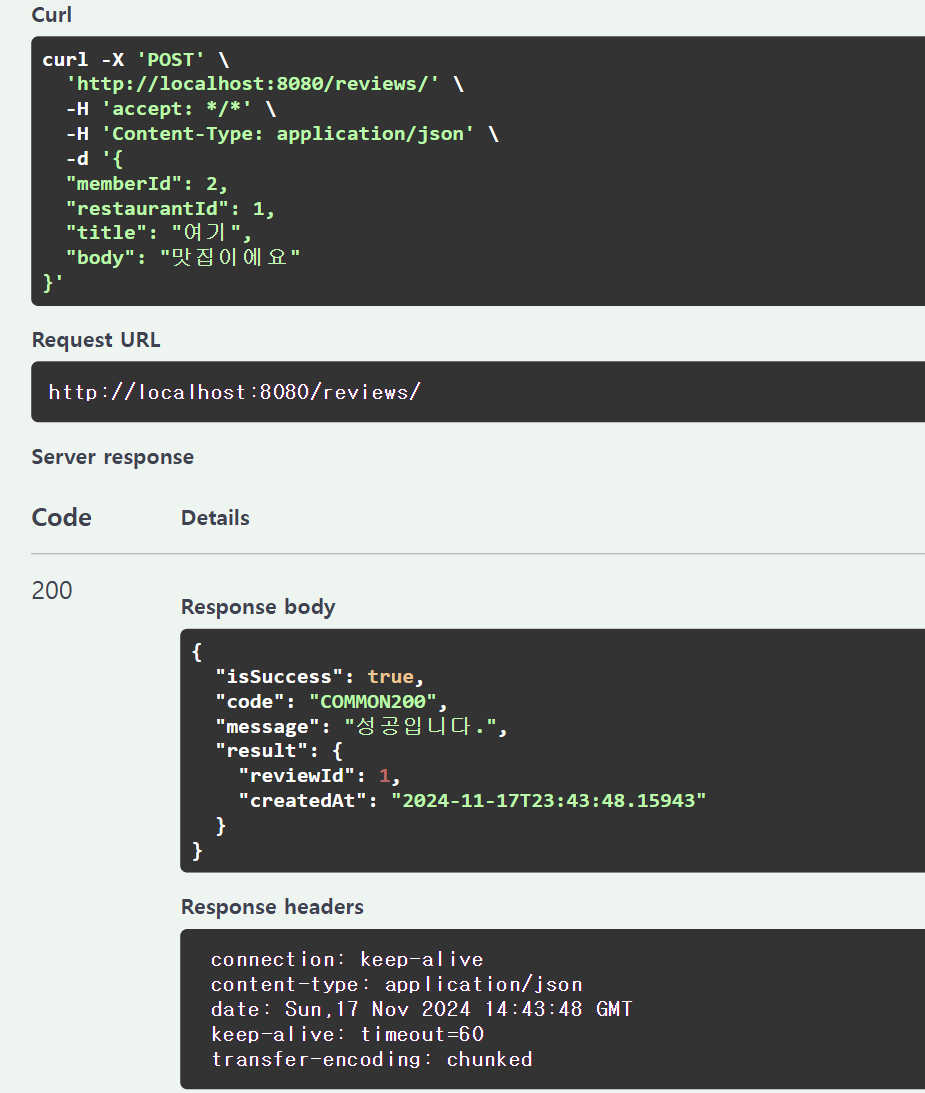 Curl
curl -X 'POST' \
  'http://localhost:8080/reviews/' \
  -H 'accept: */*' \
  -H 'Content-Type: application/json' \
  -d '{
  "memberId": 2,
  "restaurantId": 1,
  "title": "여기",
  "body": "맛집이에요"
}'
Request URL
http://localhost:8080/reviews/
Server response
Code Details
200
Response body
{
  "isSuccess": true,
  "code": "COMMON200",
  "message": "성공입니다.",
  "result": {
    "reviewId": 1,
    "createdAt": "2024-11-17T23:43:48.15943"
  }
}
Response headers
connection: keep-alive
content-type: application/json
date: Sun,17 Nov 2024 14:43:48 GMT
keep-alive: timeout=60
transfer-encoding: chunked